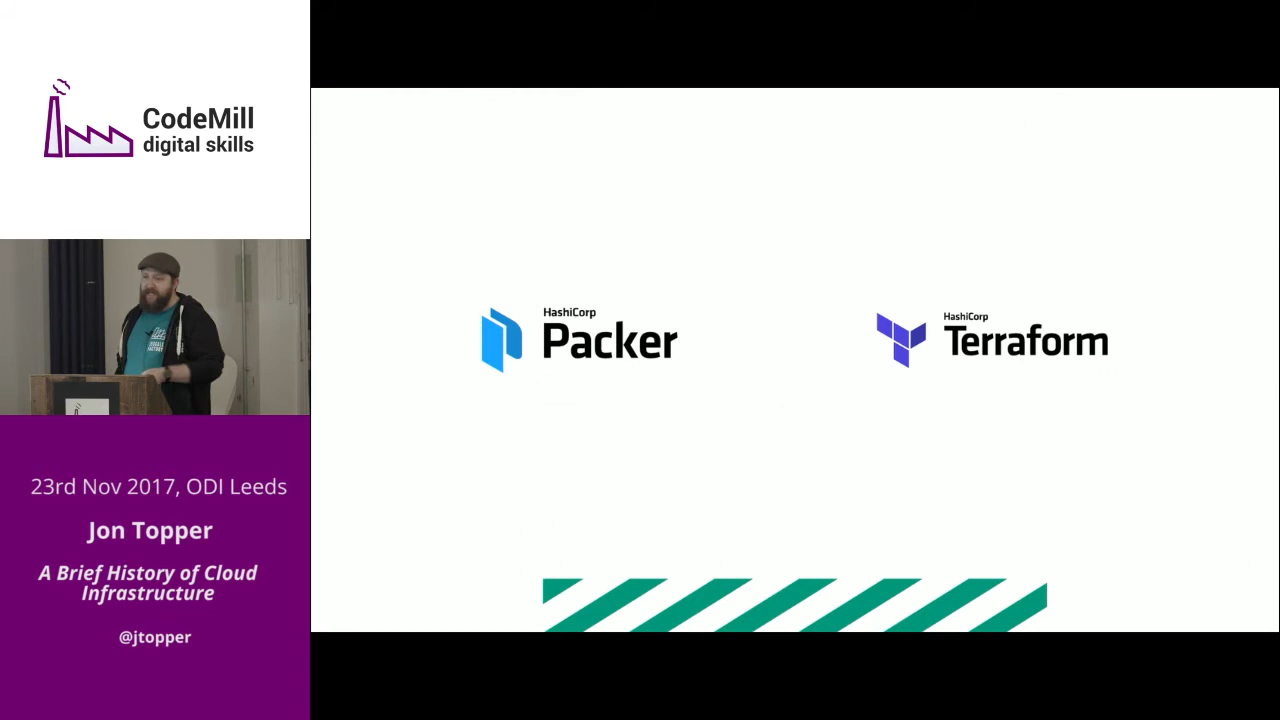 CodeMill
digital skills
23rd Nov 2017, ODI Leeds
Jon Topper
A Brief History of Cloud
Infrastructure
@jtopper
HashiCorp
Packer
HashiCorp
Terraform